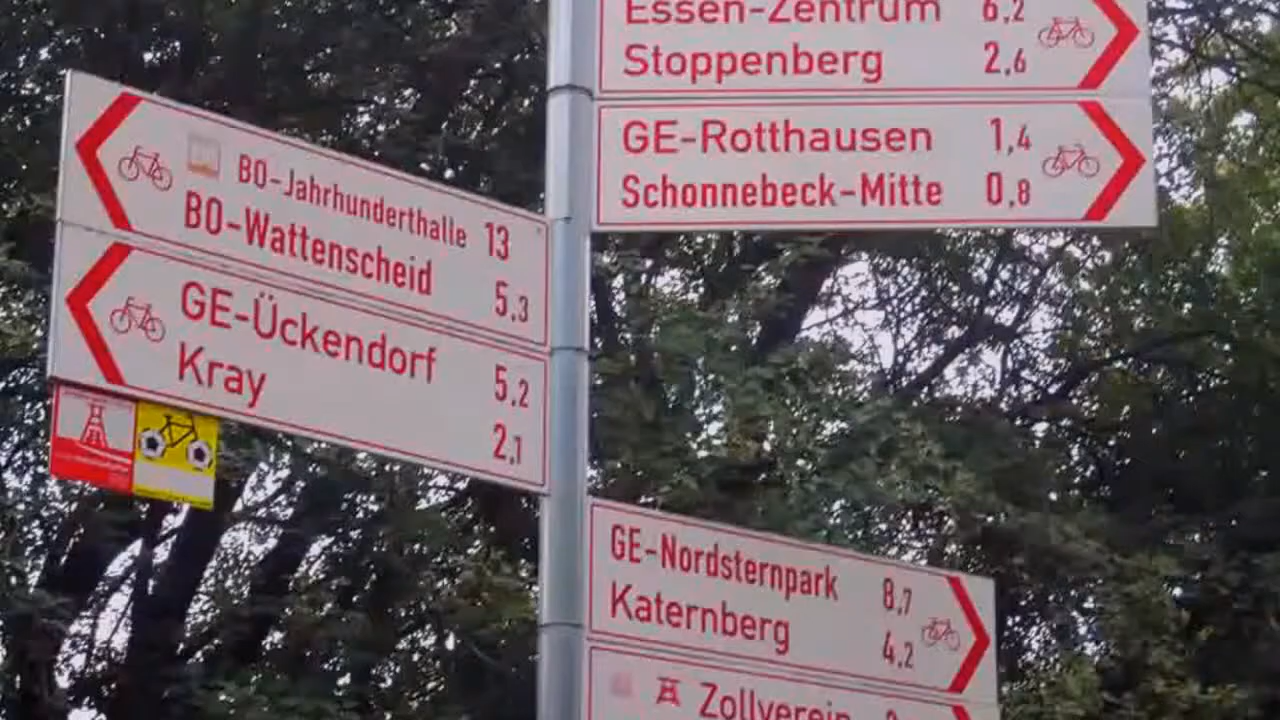 Essen-Zentrum 6,2
Stoppenberg 2,6
GE-Rotthausen 1,4
Schonnebeck-Mitte 0,8
BO-Jahrhunderthalle 13
BO-Wattenscheid 5,3
GE-Ückendorf 5,2
Kray 2,1
GE-Nordsternpark 8,7
Katernberg 4,2
Zollverein